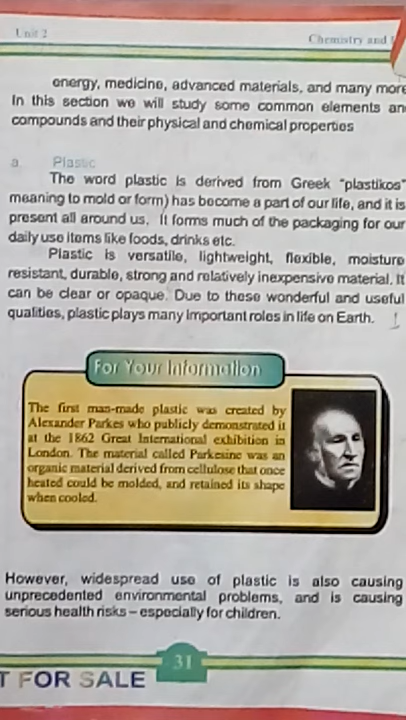 Unit 2
Chemistry and
energy, medicine, advanced materials, and many more
In this section we will study some common elements an
compounds and their physical and chemical properties
a. Plastic
The word plastic is derived from Greek "plastikos"
meaning to mold or form) has become a part of our life, and it is
present all around us. It forms much of the packaging for our
daily use items like foods, drinks etc.
Plastic is versatile, lightweight, flexible, moisture
resistant, durable, strong and relatively inexpensive material. It
can be clear or opaque. Due to these wonderful and useful
qualities, plastic plays many important roles in life on Earth.
For Your Information
The first man-made plastic was created by
Alexander Parkes who publicly demonstrated it
at the 1862 Great International exhibition in
London. The material called Parkesine was an
organic material derived from cellulose that once
heated could be molded, and retained its shape
when cooled.
However, widespread use of plastic is also causing
unprecedented environmental problems, and is causing
serious health risks – especially for children.
31
T FOR SALE